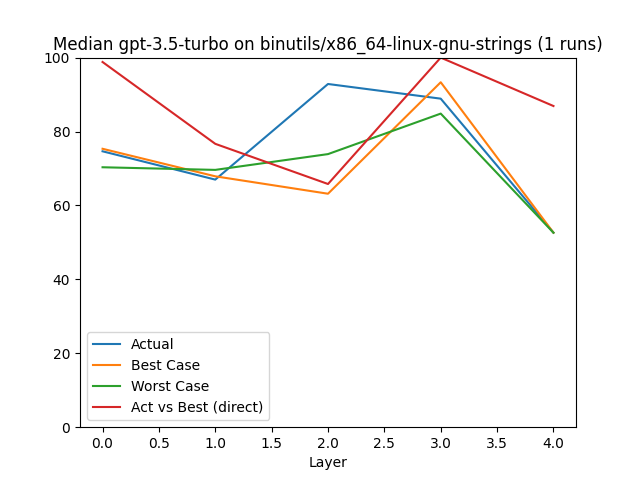 Median gpt-3.5-turbo on binutils/x86_64-linux-gnu-strings (1 runs)
100
80
60
40
20
0
Actual
Best Case
Worst Case
Act vs Best (direct)
0.0 0.5 1.0 1.5 2.0 2.5 3.0 3.5 4.0
Layer